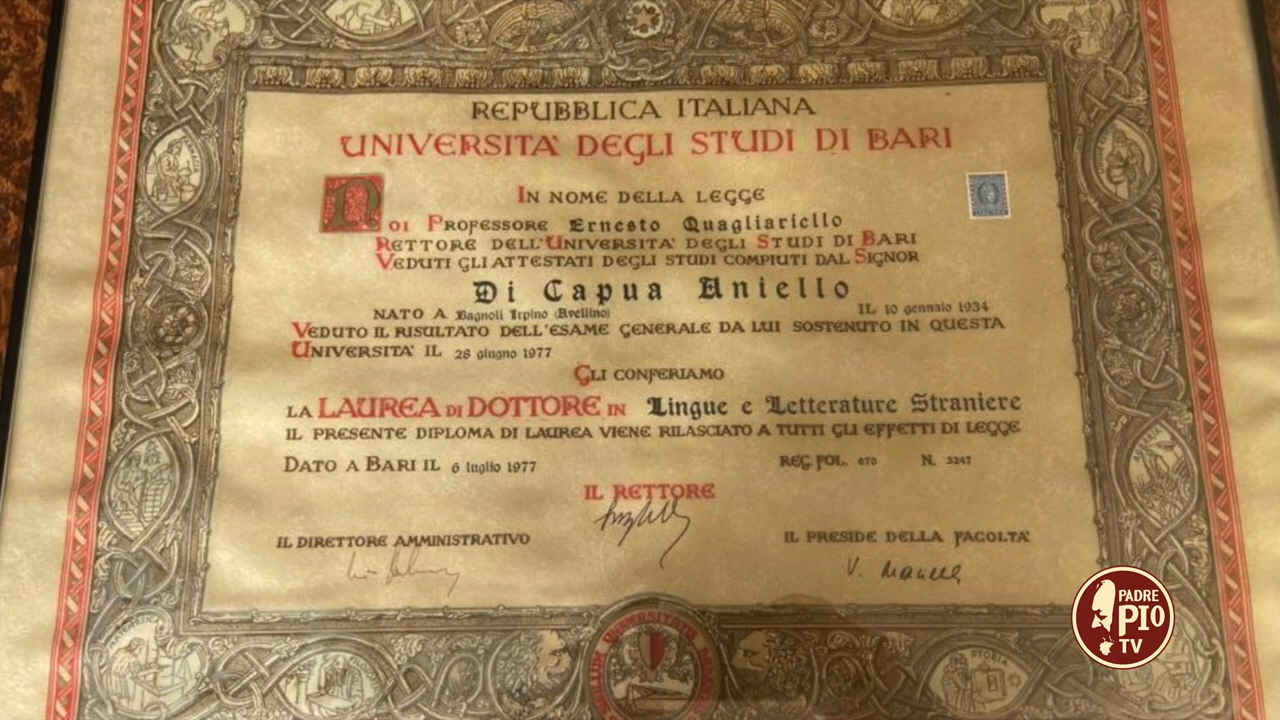 REPUBBLICA ITALIANA
UNIVERSITA' DEGLI STUDI DI BARI
IN NOME DELLA LEGGE
NOI PROFESSORE Ernesto Quagliariello
RETTORE DELL'UNIVERSITA' DEGLI STUDI DI BARI
VEDUTI GLI ATTESTATI DEGLI STUDI COMPIUTI DAL SIGNOR
Di Capua Aniello
NATO A Bagnoli Irpino (Avellino) IL 10 gennaio 1934
VEDUTO IL RISULTATO DELL'ESAME GENERALE DA LUI SOSTENUTO IN QUESTA
UNIVERSITA' IL 28 giugno 1977
GLI CONFERIAMO
LA LAUREA DI DOTTORE IN Lingue e Letterature Straniere
IL PRESENTE DIPLOMA DI LAUREA VIENE RILASCIATO A TUTTI GLI EFFETTI DI LEGGE
DATO A BARI IL 6 luglio 1977 REG. FOL. 670 N. 3247
IL RETTORE
IL DIRETTORE AMMINISTRATIVO IL PRESIDE DELLA FACOLTA'
STORIA
PADRE
PIO
TV